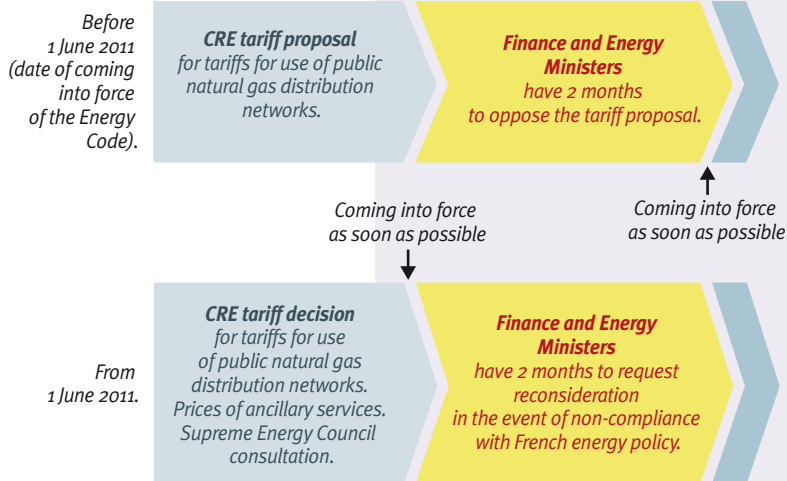 Before
1 June 2011
(date of coming
into force
of the Energy
Code).
CRE tariff proposal
for tariffs for use of public
natural gas distribution
networks.
Finance and Energy
Ministers
have 2 months
to oppose the tariff proposal.
Coming into force
as soon as possible
Coming into force
as soon as possible
From
1 June 2011.
CRE tariff decision
for tariffs for use
of public natural gas
distribution networks.
Prices of ancillary services.
Supreme Energy Council
consultation.
Finance and Energy
Ministers
have 2 months to request
reconsideration
in the event of non-compliance
with French energy policy.